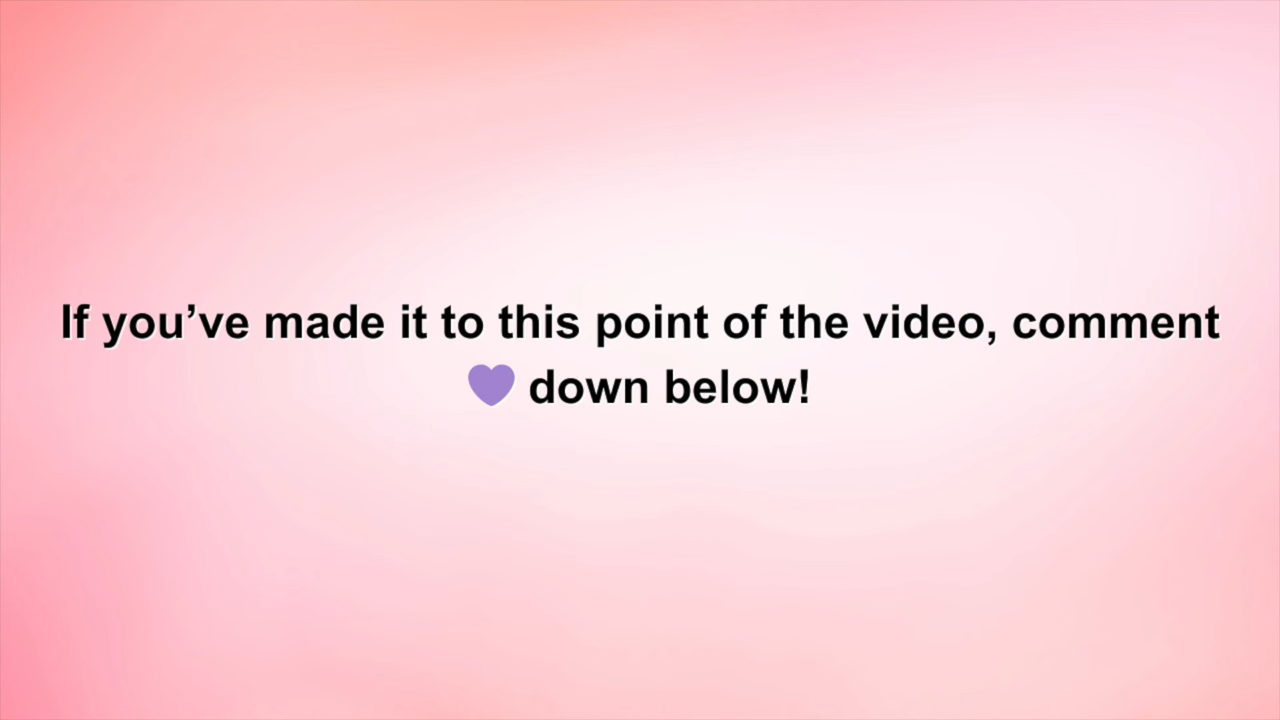 If you’ve made it to this point of the video, comment
💜 down below!